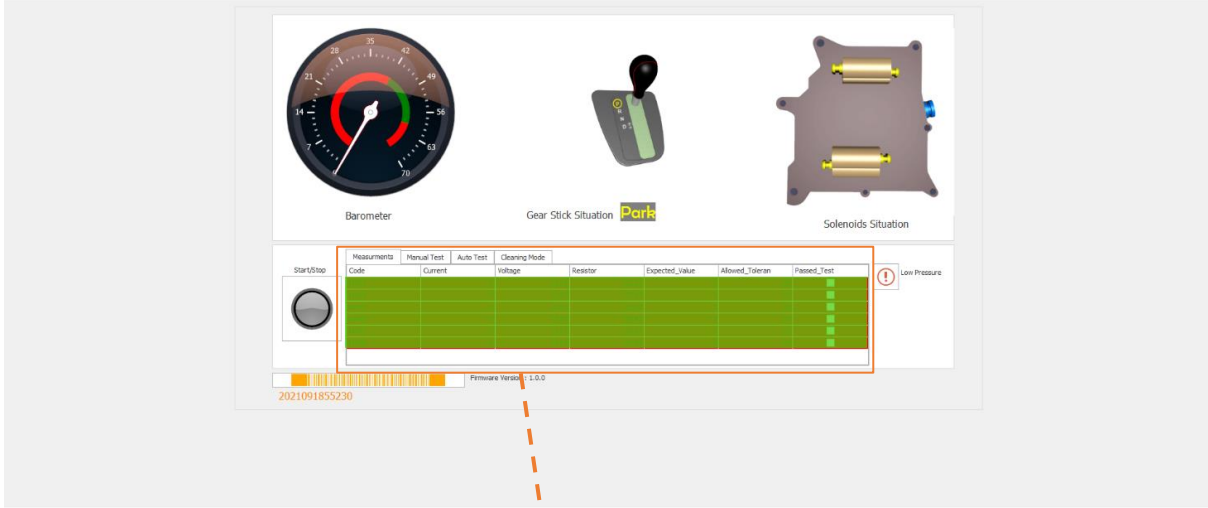 35
28
42
21
49
14
56
7
63
0
70
P
R
N
D
Barometer
Gear Stick Situation Park
Solenoids Situation
Measurments Manual Test Auto Test Cleaning Mode
Start/Stop
Code Current Voltage Resistor Expected_Value Allowed_Toleran Passed_Test
Low Pressure
Firmware Version : 1.0.0
2021091855230